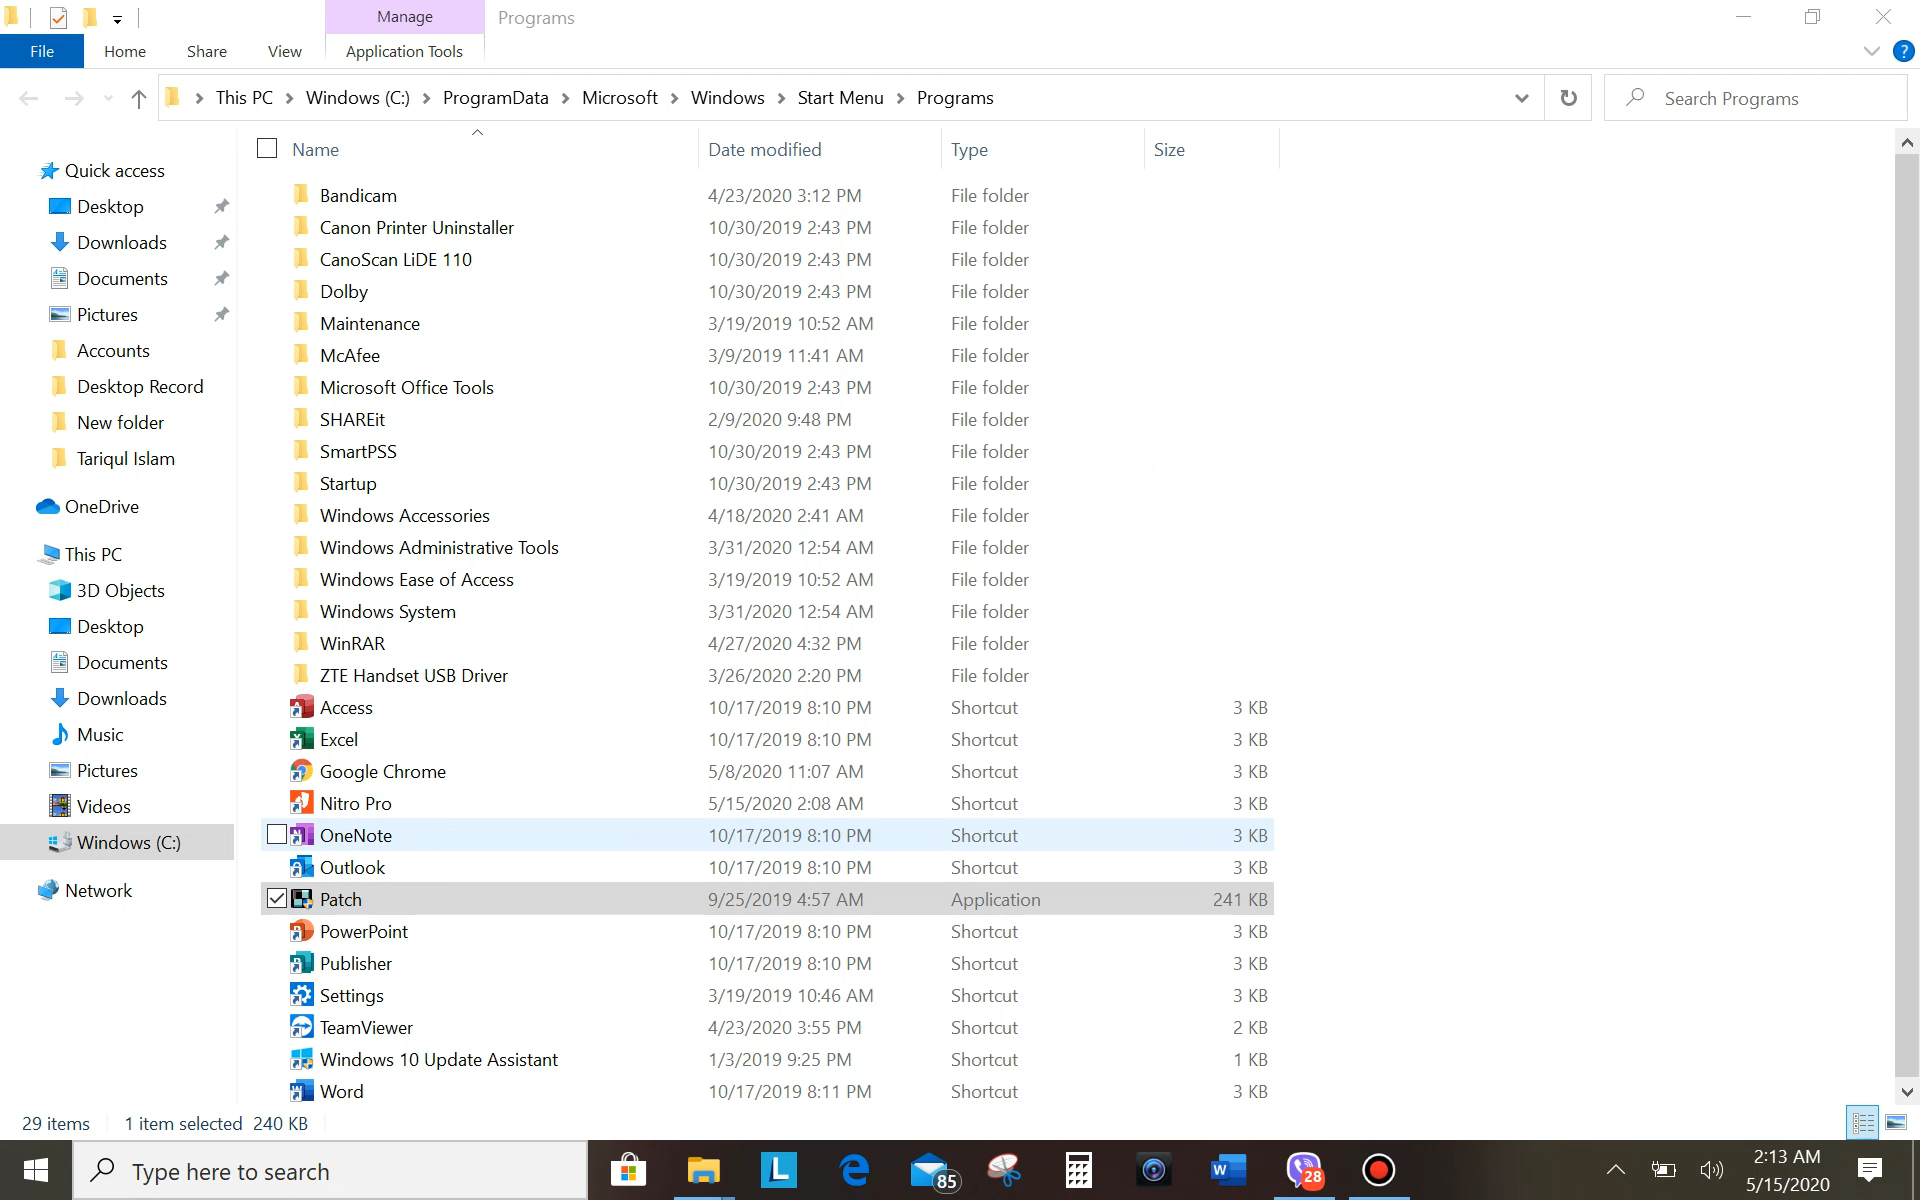 Manage Programs
File Home Share View Application Tools ?
This PC Windows (C:) ProgramData Microsoft Windows Start Menu Programs Search Programs
Name Date modified Type Size
Quick access
Desktop
Downloads
Documents
Pictures
Accounts
Desktop Record
New folder
Tariqul Islam
OneDrive
This PC
3D Objects
Desktop
Documents
Downloads
Music
Pictures
Videos
Windows (C:)
Network
Bandicam 4/23/2020 3:12 PM File folder
Canon Printer Uninstaller 10/30/2019 2:43 PM File folder
CanoScan LiDE 110 10/30/2019 2:43 PM File folder
Dolby 10/30/2019 2:43 PM File folder
Maintenance 3/19/2019 10:52 AM File folder
McAfee 3/9/2019 11:41 AM File folder
Microsoft Office Tools 10/30/2019 2:43 PM File folder
SHAREit 2/9/2020 9:48 PM File folder
SmartPSS 10/30/2019 2:43 PM File folder
Startup 10/30/2019 2:43 PM File folder
Windows Accessories 4/18/2020 2:41 AM File folder
Windows Administrative Tools 3/31/2020 12:54 AM File folder
Windows Ease of Access 3/19/2019 10:52 AM File folder
Windows System 3/31/2020 12:54 AM File folder
WinRAR 4/27/2020 4:32 PM File folder
ZTE Handset USB Driver 3/26/2020 2:20 PM File folder
Access 10/17/2019 8:10 PM Shortcut 3 KB
Excel 10/17/2019 8:10 PM Shortcut 3 KB
Google Chrome 5/8/2020 11:07 AM Shortcut 3 KB
Nitro Pro 5/15/2020 2:08 AM Shortcut 3 KB
OneNote 10/17/2019 8:10 PM Shortcut 3 KB
Outlook 10/17/2019 8:10 PM Shortcut 3 KB
Patch 9/25/2019 4:57 AM Application 241 KB
PowerPoint 10/17/2019 8:10 PM Shortcut 3 KB
Publisher 10/17/2019 8:10 PM Shortcut 3 KB
Settings 3/19/2019 10:46 AM Shortcut 3 KB
TeamViewer 4/23/2020 3:55 PM Shortcut 2 KB
Windows 10 Update Assistant 1/3/2019 9:25 PM Shortcut 1 KB
Word 10/17/2019 8:11 PM Shortcut 3 KB
29 items 1 item selected 240 KB
Type here to search L 85 W 28 2:13 AM
5/15/2020